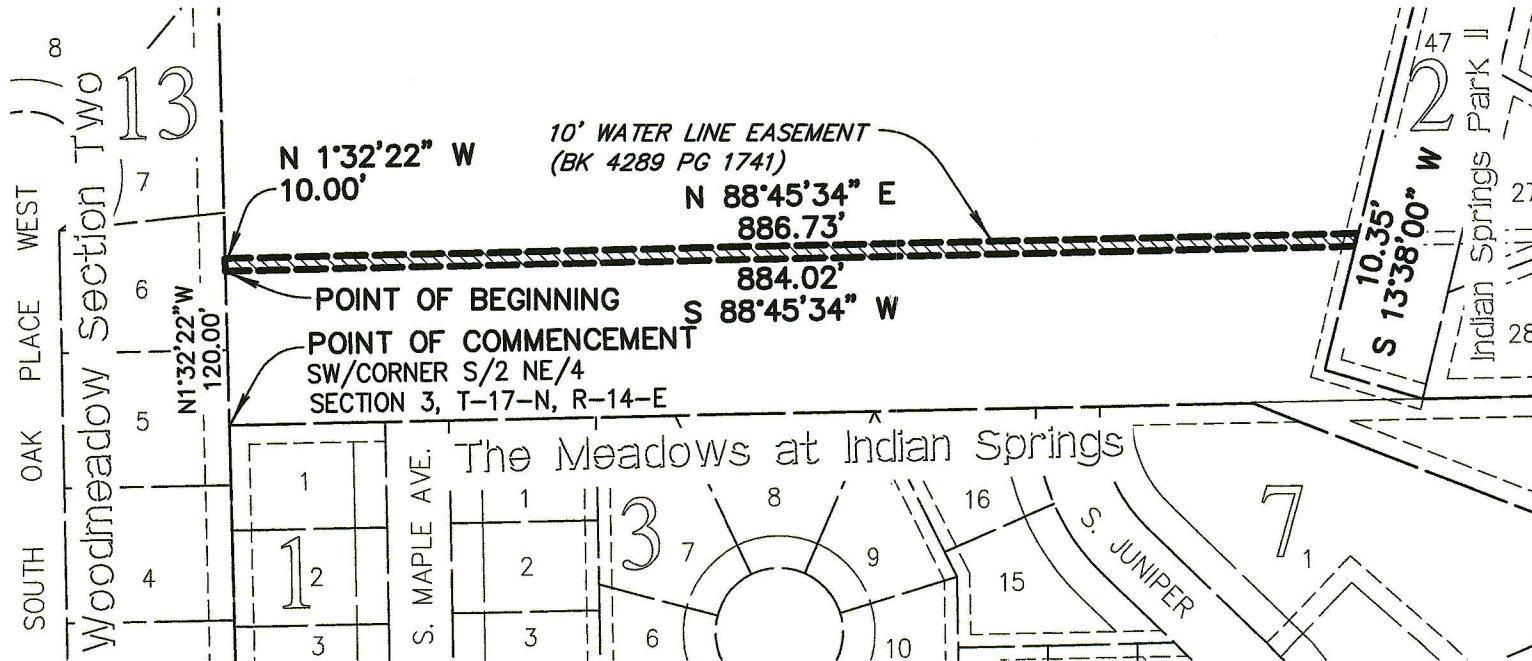 8
13
Woodmeadow Section Two
SOUTH OAK PLACE WEST
7
6
5
4
N 1°32'22" W
10.00'
10' WATER LINE EASEMENT
(BK 4289 PG 1741)
N 88°45'34" E
886.73'
884.02'
S 88°45'34" W
POINT OF BEGINNING
N1°32'22"W
120.00'
POINT OF COMMENCEMENT
SW/CORNER S/2 NE/4
SECTION 3, T-17-N, R-14-E
47
2
Indian Springs Park II
27
28
10.35'
S 13°38'00" W
The Meadows at Indian Springs
1
1
2
3
S. MAPLE AVE.
1
2
3
3
7
8
9
6
10
16
15
S. JUNIPER
7
1